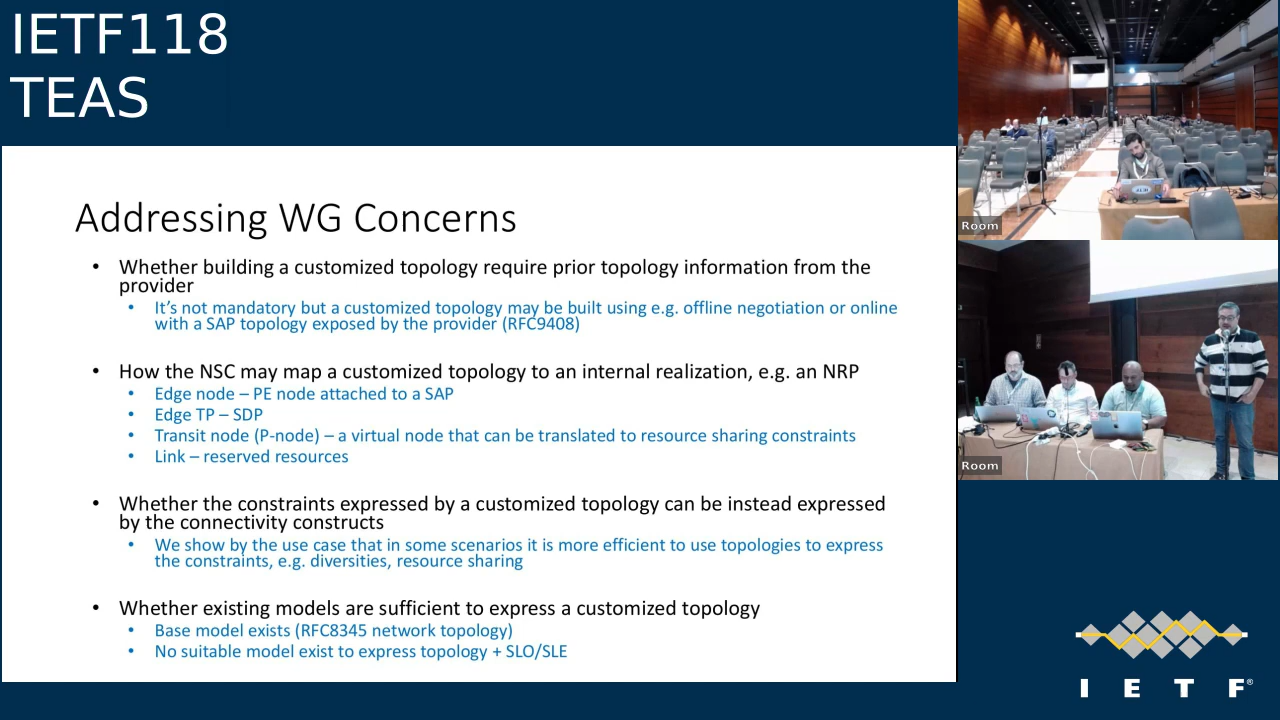 IETF118
TEAS
Addressing WG Concerns
• Whether building a customized topology require prior topology information from the
provider
• It’s not mandatory but a customized topology may be built using e.g. offline negotiation or online
with a SAP topology exposed by the provider (RFC9408)
• How the NSC may map a customized topology to an internal realization, e.g. an NRP
• Edge node – PE node attached to a SAP
• Edge TP – SDP
• Transit node (P-node) – a virtual node that can be translated to resource sharing constraints
• Link – reserved resources
• Whether the constraints expressed by a customized topology can be instead expressed
by the connectivity constructs
• We show by the use case that in some scenarios it is more efficient to use topologies to express
the constraints, e.g. diversities, resource sharing
• Whether existing models are sufficient to express a customized topology
• Base model exists (RFC8345 network topology)
• No suitable model exist to express topology + SLO/SLE
Room
Room
I E T F®